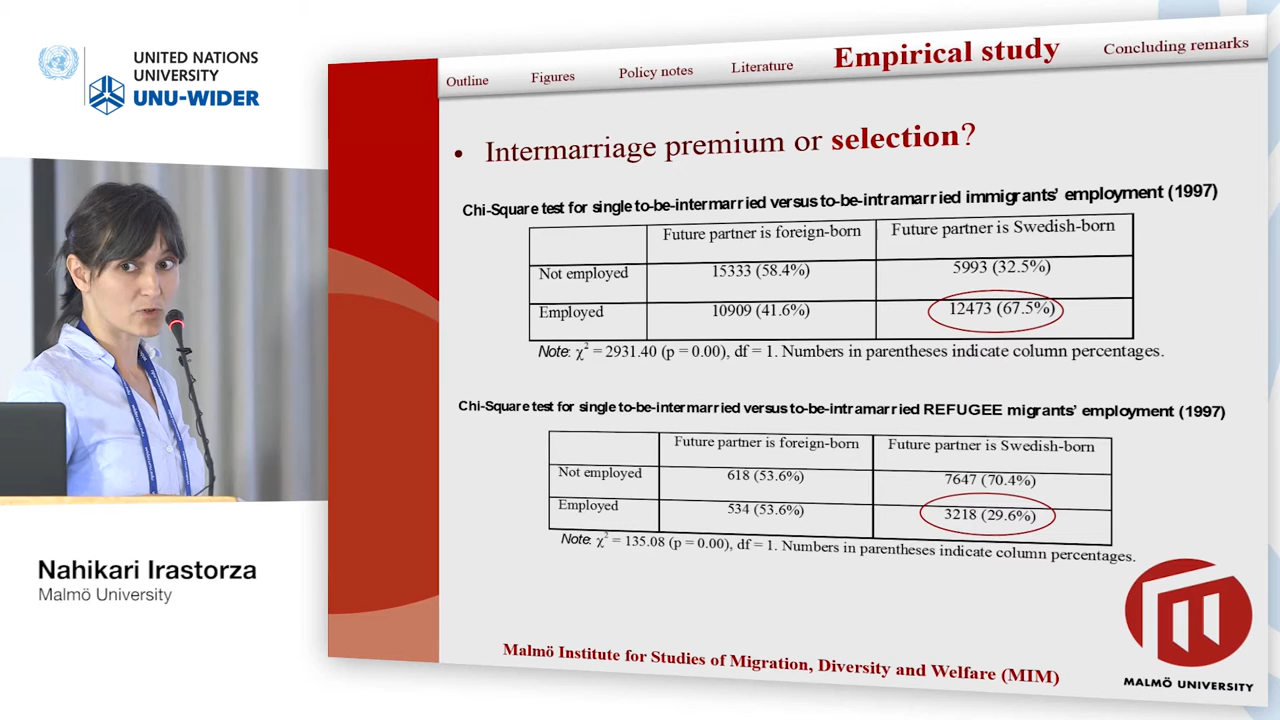 UNITED NATIONS
UNIVERSITY
UNU-WIDER
Outline Figures Policy notes Literature Empirical study Concluding remarks
• Intermarriage premium or selection?
Chi-Square test for single to-be-intermarried versus to-be-intramarried immigrants' employment (1997)
Future partner is foreign-born Future partner is Swedish-born
Not employed 15333 (58.4%) 5993 (32.5%)
Employed 10909 (41.6%) 12473 (67.5%)
Note: χ² = 2931.40 (p = 0.00), df = 1. Numbers in parentheses indicate column percentages.
Chi-Square test for single to-be-intermarried versus to-be-intramarried REFUGEE migrants' employment (1997)
Future partner is foreign-born Future partner is Swedish-born
Not employed 618 (53.6%) 7647 (70.4%)
Employed 534 (53.6%) 3218 (29.6%)
Note: χ² = 135.08 (p = 0.00), df = 1. Numbers in parentheses indicate column percentages.
Nahikari Irastorza
Malmö University
Malmö Institute for Studies of Migration, Diversity and Welfare (MIM)
MALMÖ UNIVERSITY